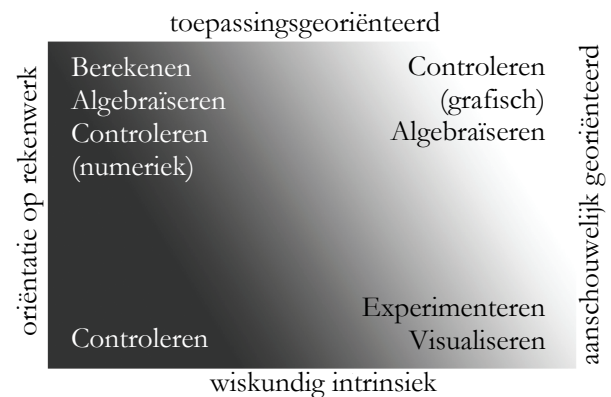 toepassingsgeoriënteerd
oriëntatie op rekenwerk
Berekenen
Algebraïseren
Controleren
(numeriek)
Controleren
(grafisch)
Algebraïseren
aanschouwelijk georiënteerd
Controleren
Experimenteren
Visualiseren
wiskundig intrinsiek